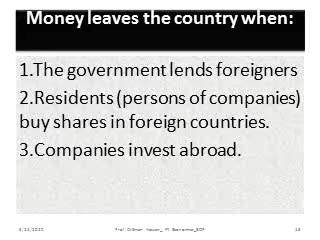 Money leaves the country when:
1.The government lends foreigners
2.Residents (persons of companies)
buy shares in foreign countries.
3.Companies invest abroad.